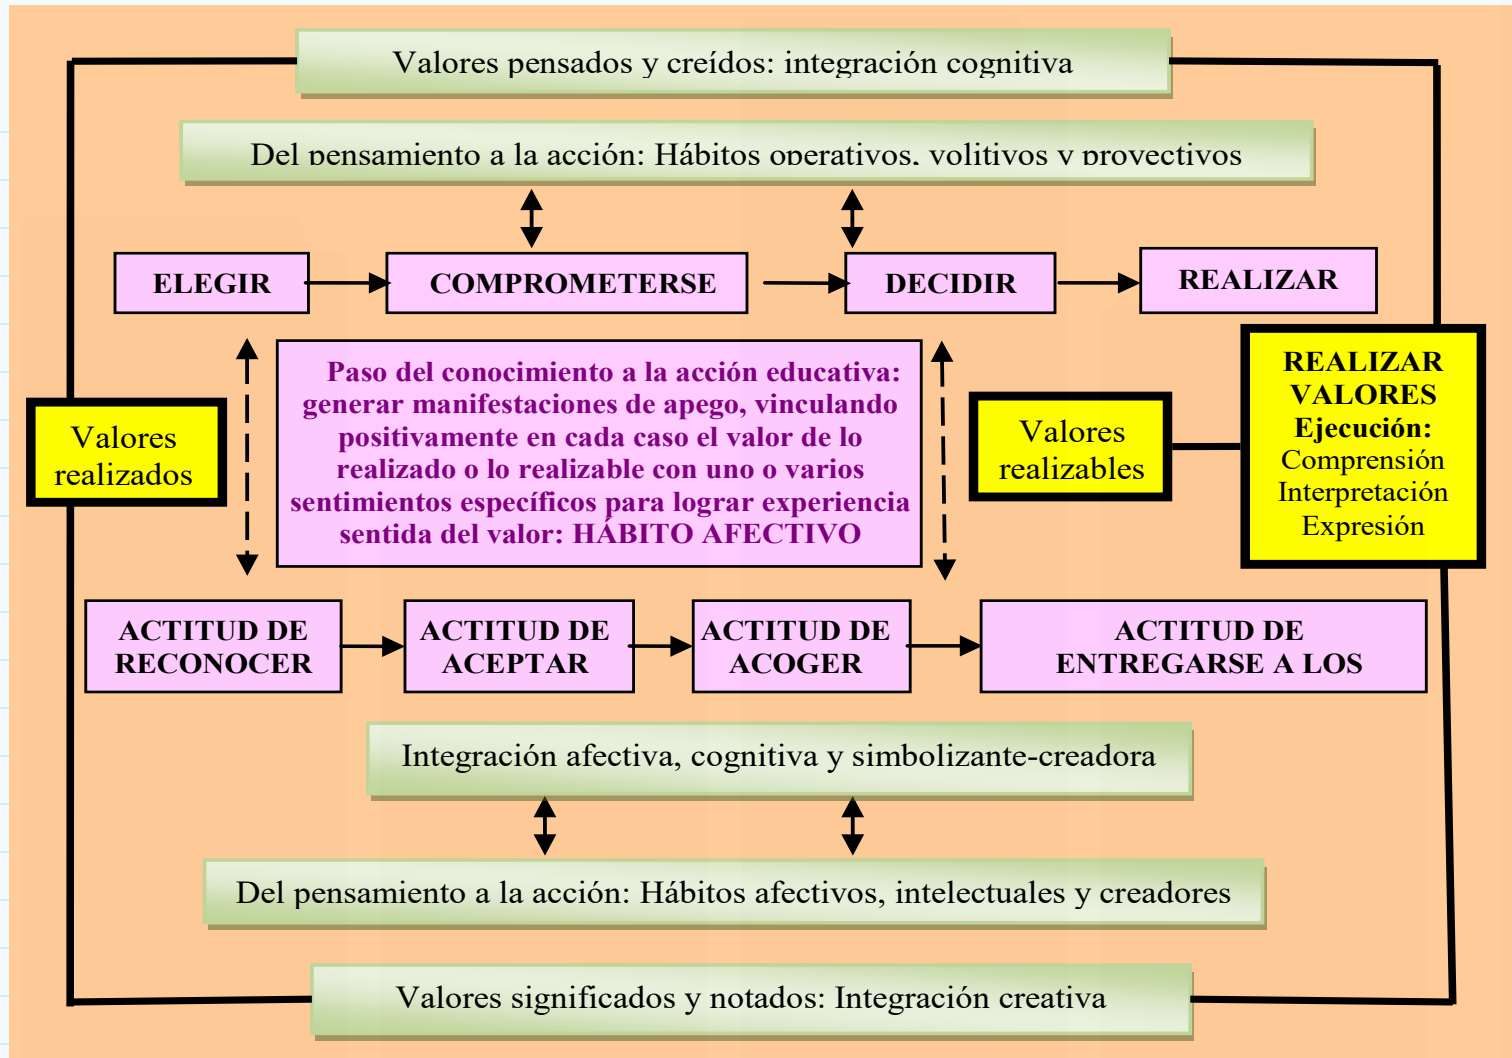 Valores pensados y creídos: integración cognitiva
Del pensamiento a la acción: Hábitos operativos, volitivos y proyectivos
ELEGIR
COMPROMETERSE
DECIDIR
REALIZAR
Valores
realizados
Paso del conocimiento a la acción educativa:
generar manifestaciones de apego, vinculando
positivamente en cada caso el valor de lo
realizado o lo realizable con uno o varios
sentimientos específicos para lograr experiencia
sentida del valor: HÁBITO AFECTIVO
Valores
realizables
REALIZAR
VALORES
Ejecución:
Comprensión
Interpretación
Expresión
ACTITUD DE
RECONOCER
ACTITUD DE
ACEPTAR
ACTITUD DE
ACOGER
ACTITUD DE
ENTREGARSE A LOS
Integración afectiva, cognitiva y simbolizante-creadora
Del pensamiento a la acción: Hábitos afectivos, intelectuales y creadores
Valores significados y notados: Integración creativa